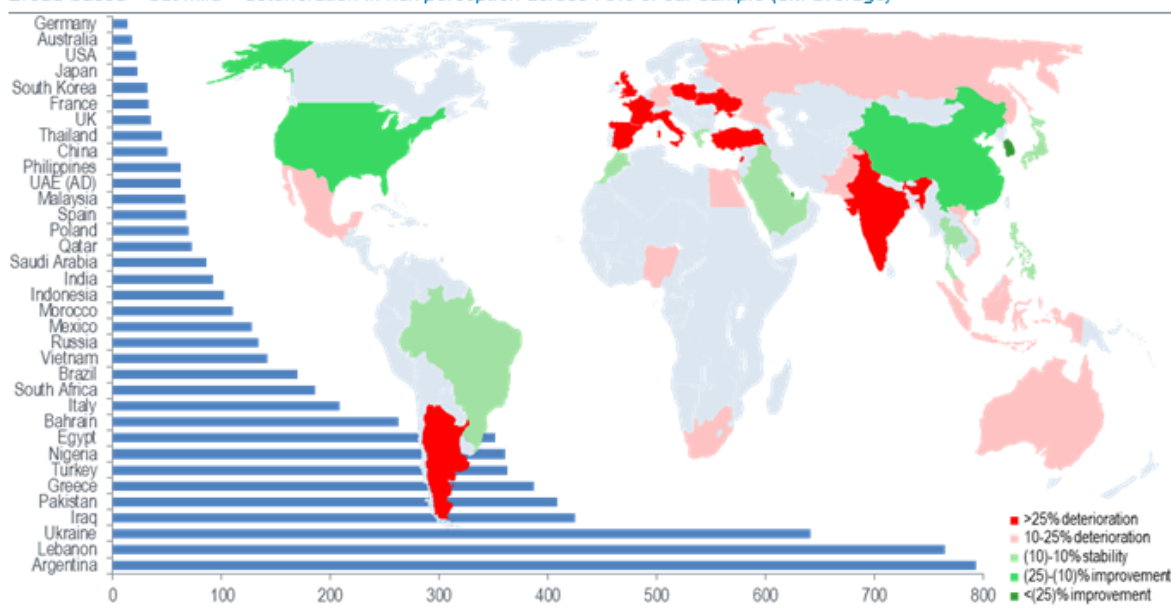 Germany
Australia
USA
Japan
South Korea
France
UK
Thailand
China
Philippines
UAE (AD)
Malaysia
Spain
Poland
Qatar
Saudi Arabia
India
Indonesia
Morocco
Mexico
Russia
Vietnam
Brazil
South Africa
Italy
Bahrain
Egypt
Nigeria
Turkey
Greece
Pakistan
Iraq
Ukraine
Lebanon
Argentina
0 100 200 300 400 500 600 700 800
>25% deterioration
10-25% deterioration
(10)-10% stability
(25)-(10)% improvement
<(25)% improvement